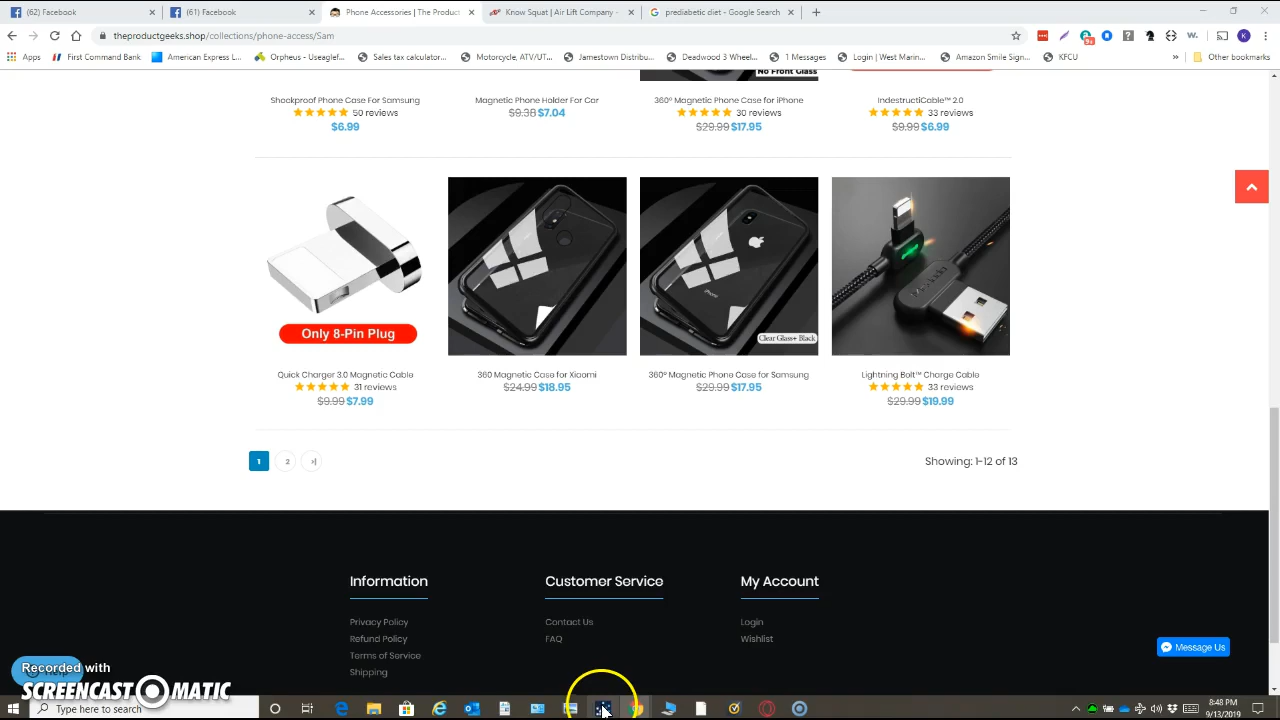 (62) Facebook
(61) Facebook
Phone Accessories | The Product
Know Squat | Air Lift Company -
prediabetic diet - Google Search
theproductgeeks.shop/collections/phone-access/Sam
Apps
First Command Bank
American Express L...
Orpheus - Useaglef...
Sales tax calculator...
Motorcycle, ATV/UT...
Jamestown Distribut...
Deadwood 3 Wheel...
1 Messages
Login | West Marin...
Amazon Smile Sign...
KFCU
»
Other bookmarks
No Front Glass
Shockproof Phone Case For Samsung
Magnetic Phone Holder For Car
360º Magnetic Phone Case for iPhone
IndestructiCable™ 2.0
50 reviews
$9.38 $7.04
30 reviews
33 reviews
$6.99
$29.99 $17.95
$9.99 $6.99
Only 8-Pin Plug
iPhone
Clear Glass+ Black
Mcdodo
Quick Charger 3.0 Magnetic Cable
360 Magnetic Case for Xiaomi
360º Magnetic Phone Case for Samsung
Lightning Bolt™ Charge Cable
31 reviews
$24.99 $18.95
$29.99 $17.95
33 reviews
$9.99 $7.99
$29.99 $19.99
1
2
>|
Showing: 1-12 of 13
Information
Customer Service
My Account
Privacy Policy
Contact Us
Login
Refund Policy
FAQ
Wishlist
Terms of Service
Shipping
Message Us
Recorded with
SCREENCAST-O-MATIC
Type here to search
8:48 PM
9/13/2019